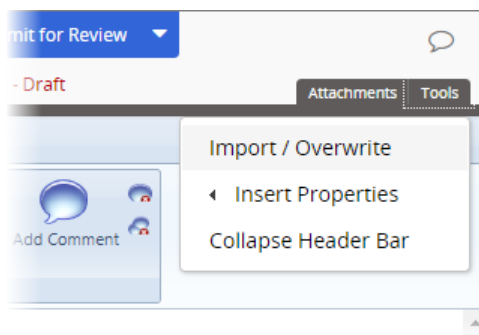 mit for Review
- Draft
Attachments
Tools
Import / Overwrite
Insert Properties
Collapse Header Bar
Add Comment